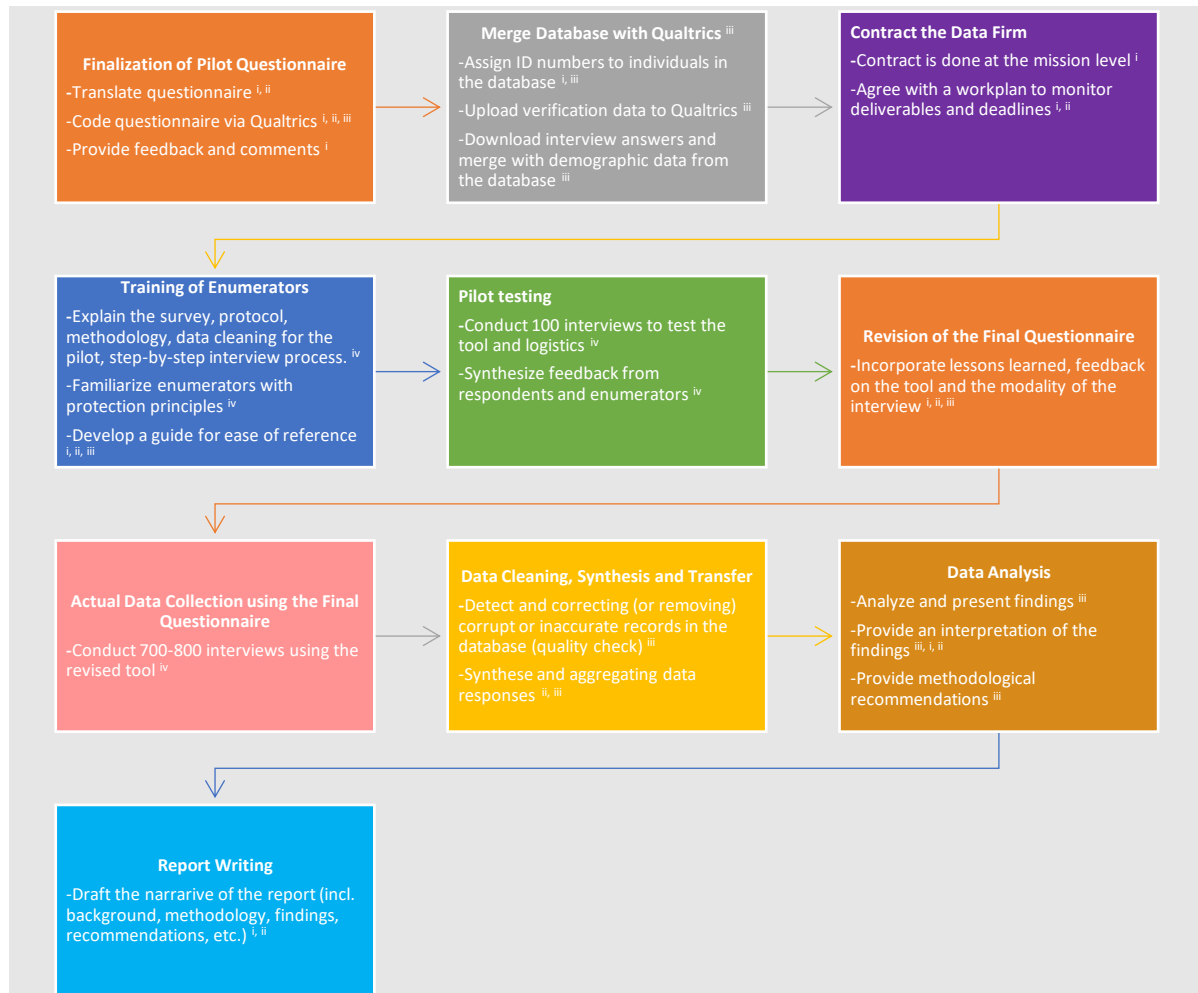 Finalization of Pilot Questionnaire
-Translate questionnaire i, ii
-Code questionnaire via Qualtrics i, ii, iii
-Provide feedback and comments i
Merge Database with Qualtrics iii
-Assign ID numbers to individuals in
the database i, iii
-Upload verification data to Qualtrics iii
-Download interview answers and
merge with demographic data from
the database iii
Contract the Data Firm
-Contract is done at the mission level i
-Agree with a workplan to monitor
deliverables and deadlines i, ii
Training of Enumerators
-Explain the survey, protocol,
methodology, data cleaning for the
pilot, step-by-step interview process. iv
-Familiarize enumerators with
protection principles iv
-Develop a guide for ease of reference
i, ii, iii
Pilot testing
-Conduct 100 interviews to test the
tool and logistics iv
-Synthesize feedback from
respondents and enumerators iv
Revision of the Final Questionnaire
-Incorporate lessons learned, feedback
on the tool and the modality of the
interview i, ii, iii
Actual Data Collection using the Final
Questionnaire
-Conduct 700-800 interviews using the
revised tool iv
Data Cleaning, Synthesis and Transfer
-Detect and correcting (or removing)
corrupt or inaccurate records in the
database (quality check) iii
-Synthese and aggregating data
responses ii, iii
Data Analysis
-Analyze and present findings iii
-Provide an interpretation of the
findings iii, i, ii
-Provide methodological
recommendations iii
Report Writing
-Draft the narrarive of the report (incl.
background, methodology, findings,
recommendations, etc.) i, ii